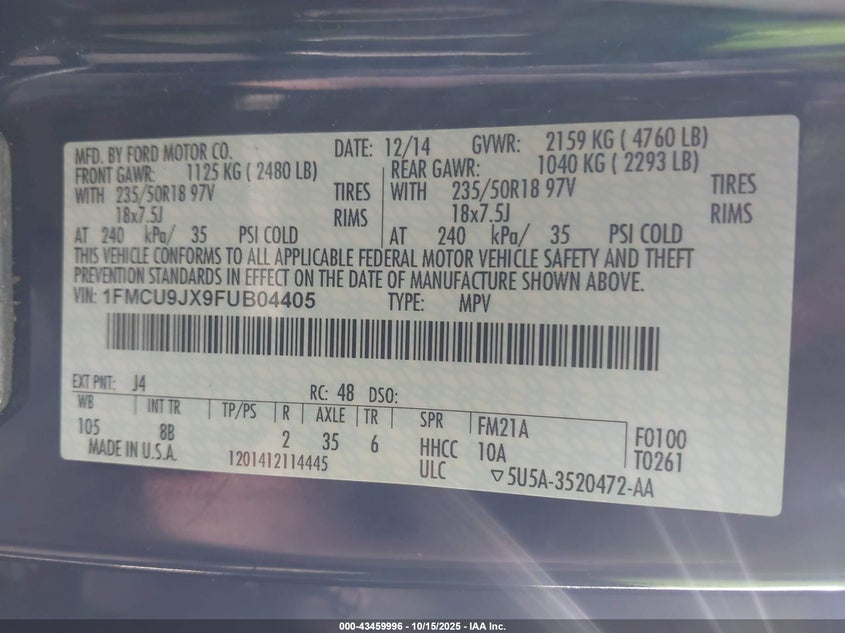 MFD. BY FORD MOTOR CO. DATE: 12/14 GVWR: 2159 KG ( 4760 LB)
FRONT GAWR: 1125 KG ( 2480 LB) REAR GAWR: 1040 KG ( 2293 LB)
WITH 235/50R18 97V TIRES WITH 235/50R18 97V TIRES
18x7.5J RIMS 18x7.5J RIMS
AT 240 kPa/ 35 PSI COLD AT 240 kPa/ 35 PSI COLD
THIS VEHICLE CONFORMS TO ALL APPLICABLE FEDERAL MOTOR VEHICLE SAFETY AND THEFT
PREVENTION STANDARDS IN EFFECT ON THE DATE OF MANUFACTURE SHOWN ABOVE.
VIN: 1FMCU9JX9FUB04405 TYPE: MPV
EXT PNT: J4 RC: 48 DSO:
WB INT TR TP/PS R AXLE TR SPR FM21A F0100
105 8B 2 35 6 HHCC 10A T0261
MADE IN U.S.A. 1201412114445 ULC ▽5U5A-3520472-AA
000-43459996 - 10/15/2025 - IAA Inc.